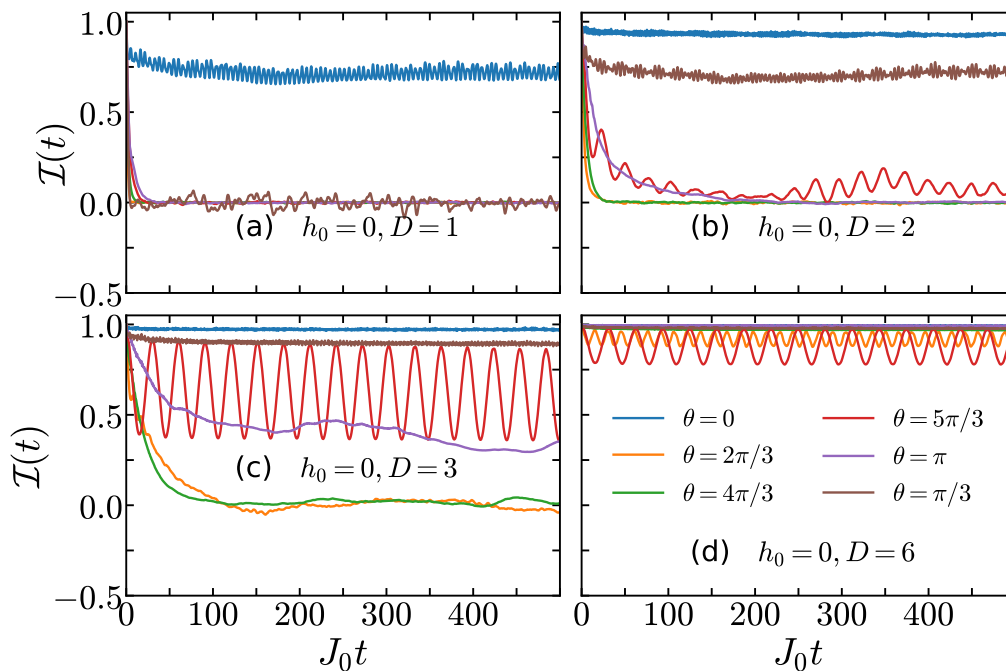 1.0
0.5
0.0
−0.5
ℐ(t)
(a) h₀ = 0, D = 1
(b) h₀ = 0, D = 2
1.0
0.5
0.0
−0.5
ℐ(t)
(c) h₀ = 0, D = 3
θ = 0
θ = 2π/3
θ = 4π/3
θ = 5π/3
θ = π
θ = π/3
(d) h₀ = 0, D = 6
0 100 200 300 400
J₀t
0 100 200 300 400
J₀t